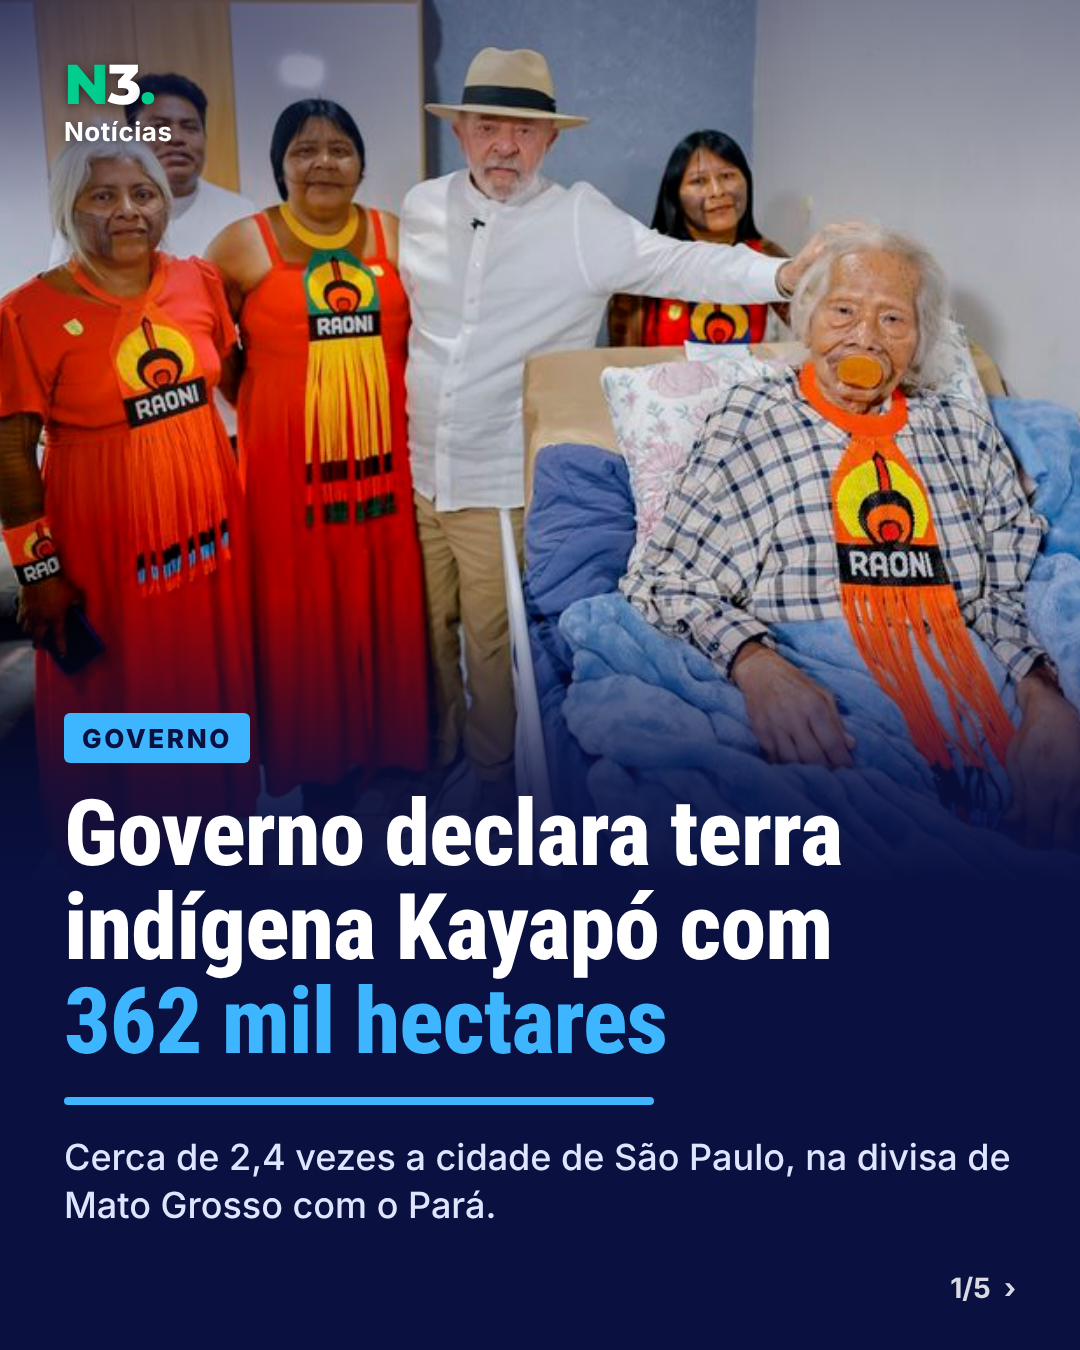 N3.
Notícias
RAONI
RAONI
RAONI
RAO
GOVERNO
Governo declara terra
indígena Kayapó com
362 mil hectares
Cerca de 2,4 vezes a cidade de São Paulo, na divisa de
Mato Grosso com o Pará.
1/5 ›